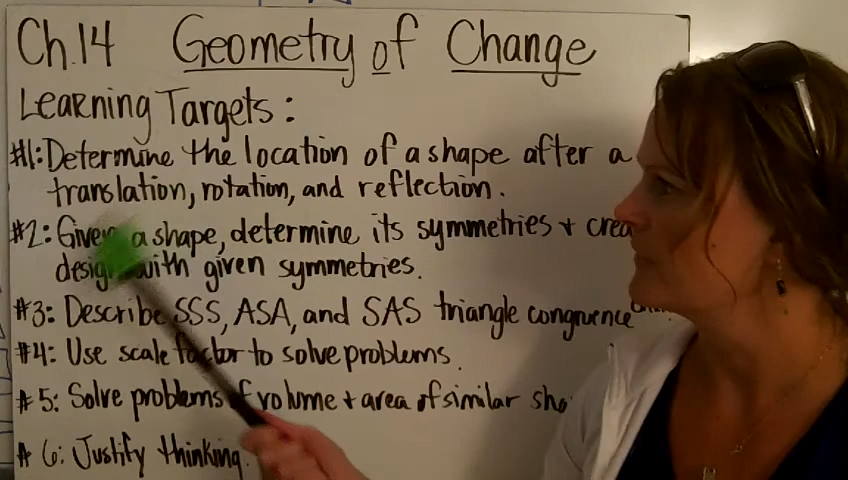 Ch.14 Geometry of Change
Learning Targets:
#1: Determine the location of a shape after a
translation, rotation, and reflection.
#2: Given a shape, determine its symmetries +
design with given symmetries.
#3: Describe SSS, ASA, and SAS triangle congruence
#4: Use scale factor to solve problems.
#5: Solve problems of volume + area of similar
#6: Justify thinking.